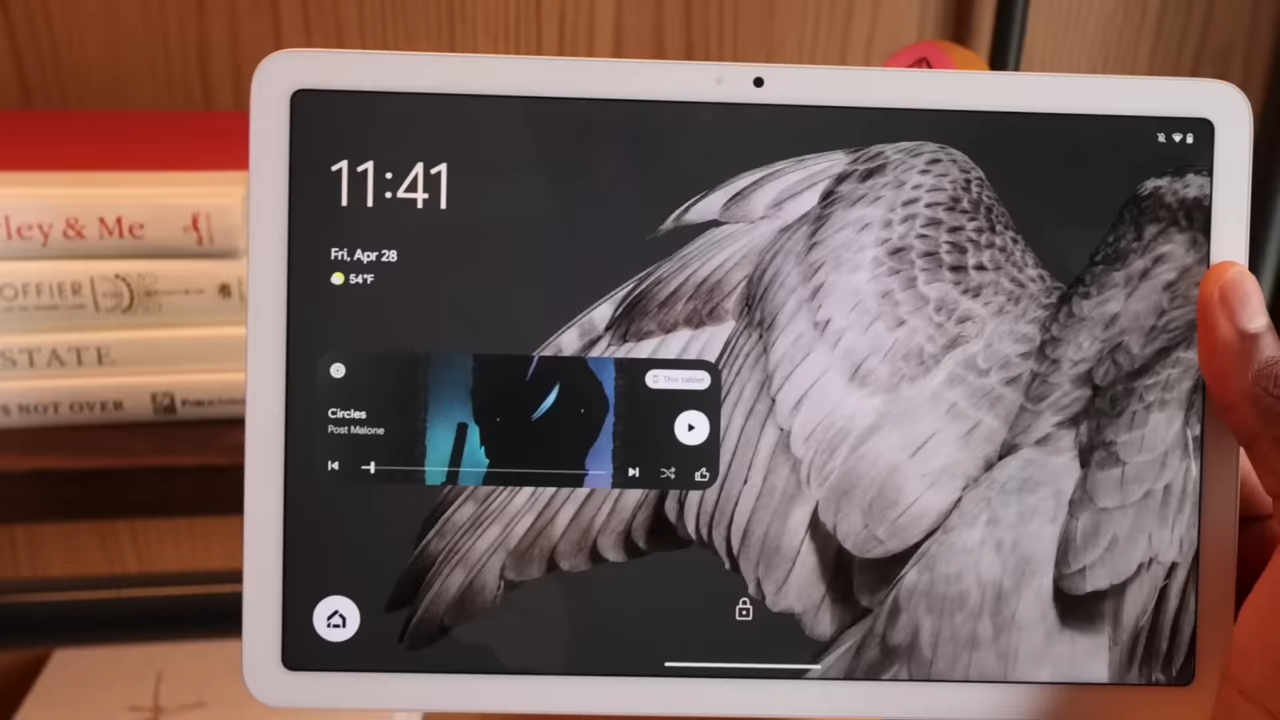 11:41
Fri, Apr 28
54°F
This tablet
Circles
Post Malone
ley & Me
OFFIER
STATE
S NOT OVER